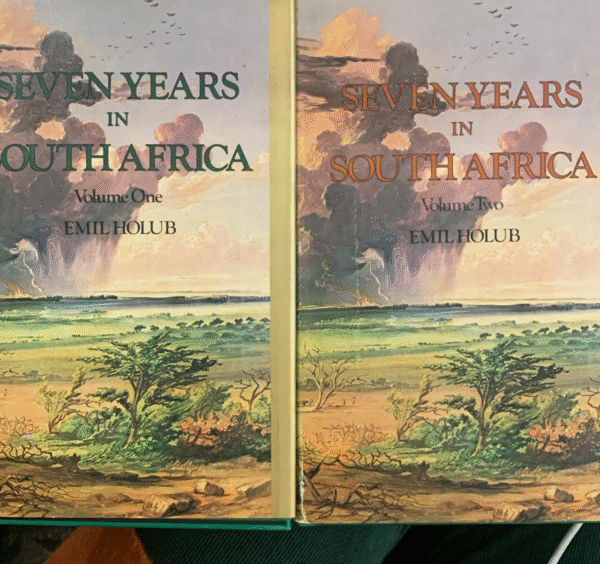 SEVEN YEARS
IN
SOUTH AFRICA
Volume One
EMIL HOLUB
SEVEN YEARS
IN
SOUTH AFRICA
Volume Two
EMIL HOLUB